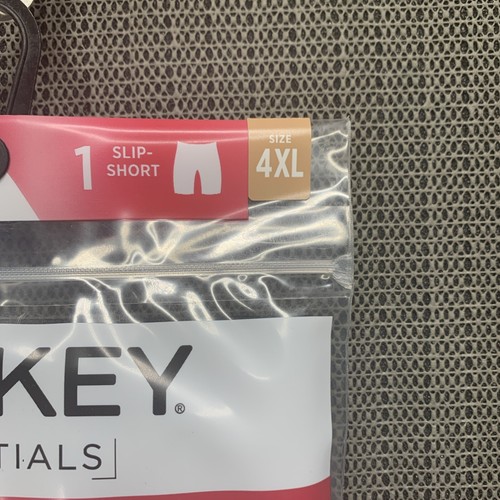 1 SLIP-
SHORT
SIZE
4XL
KEY®
TIALS